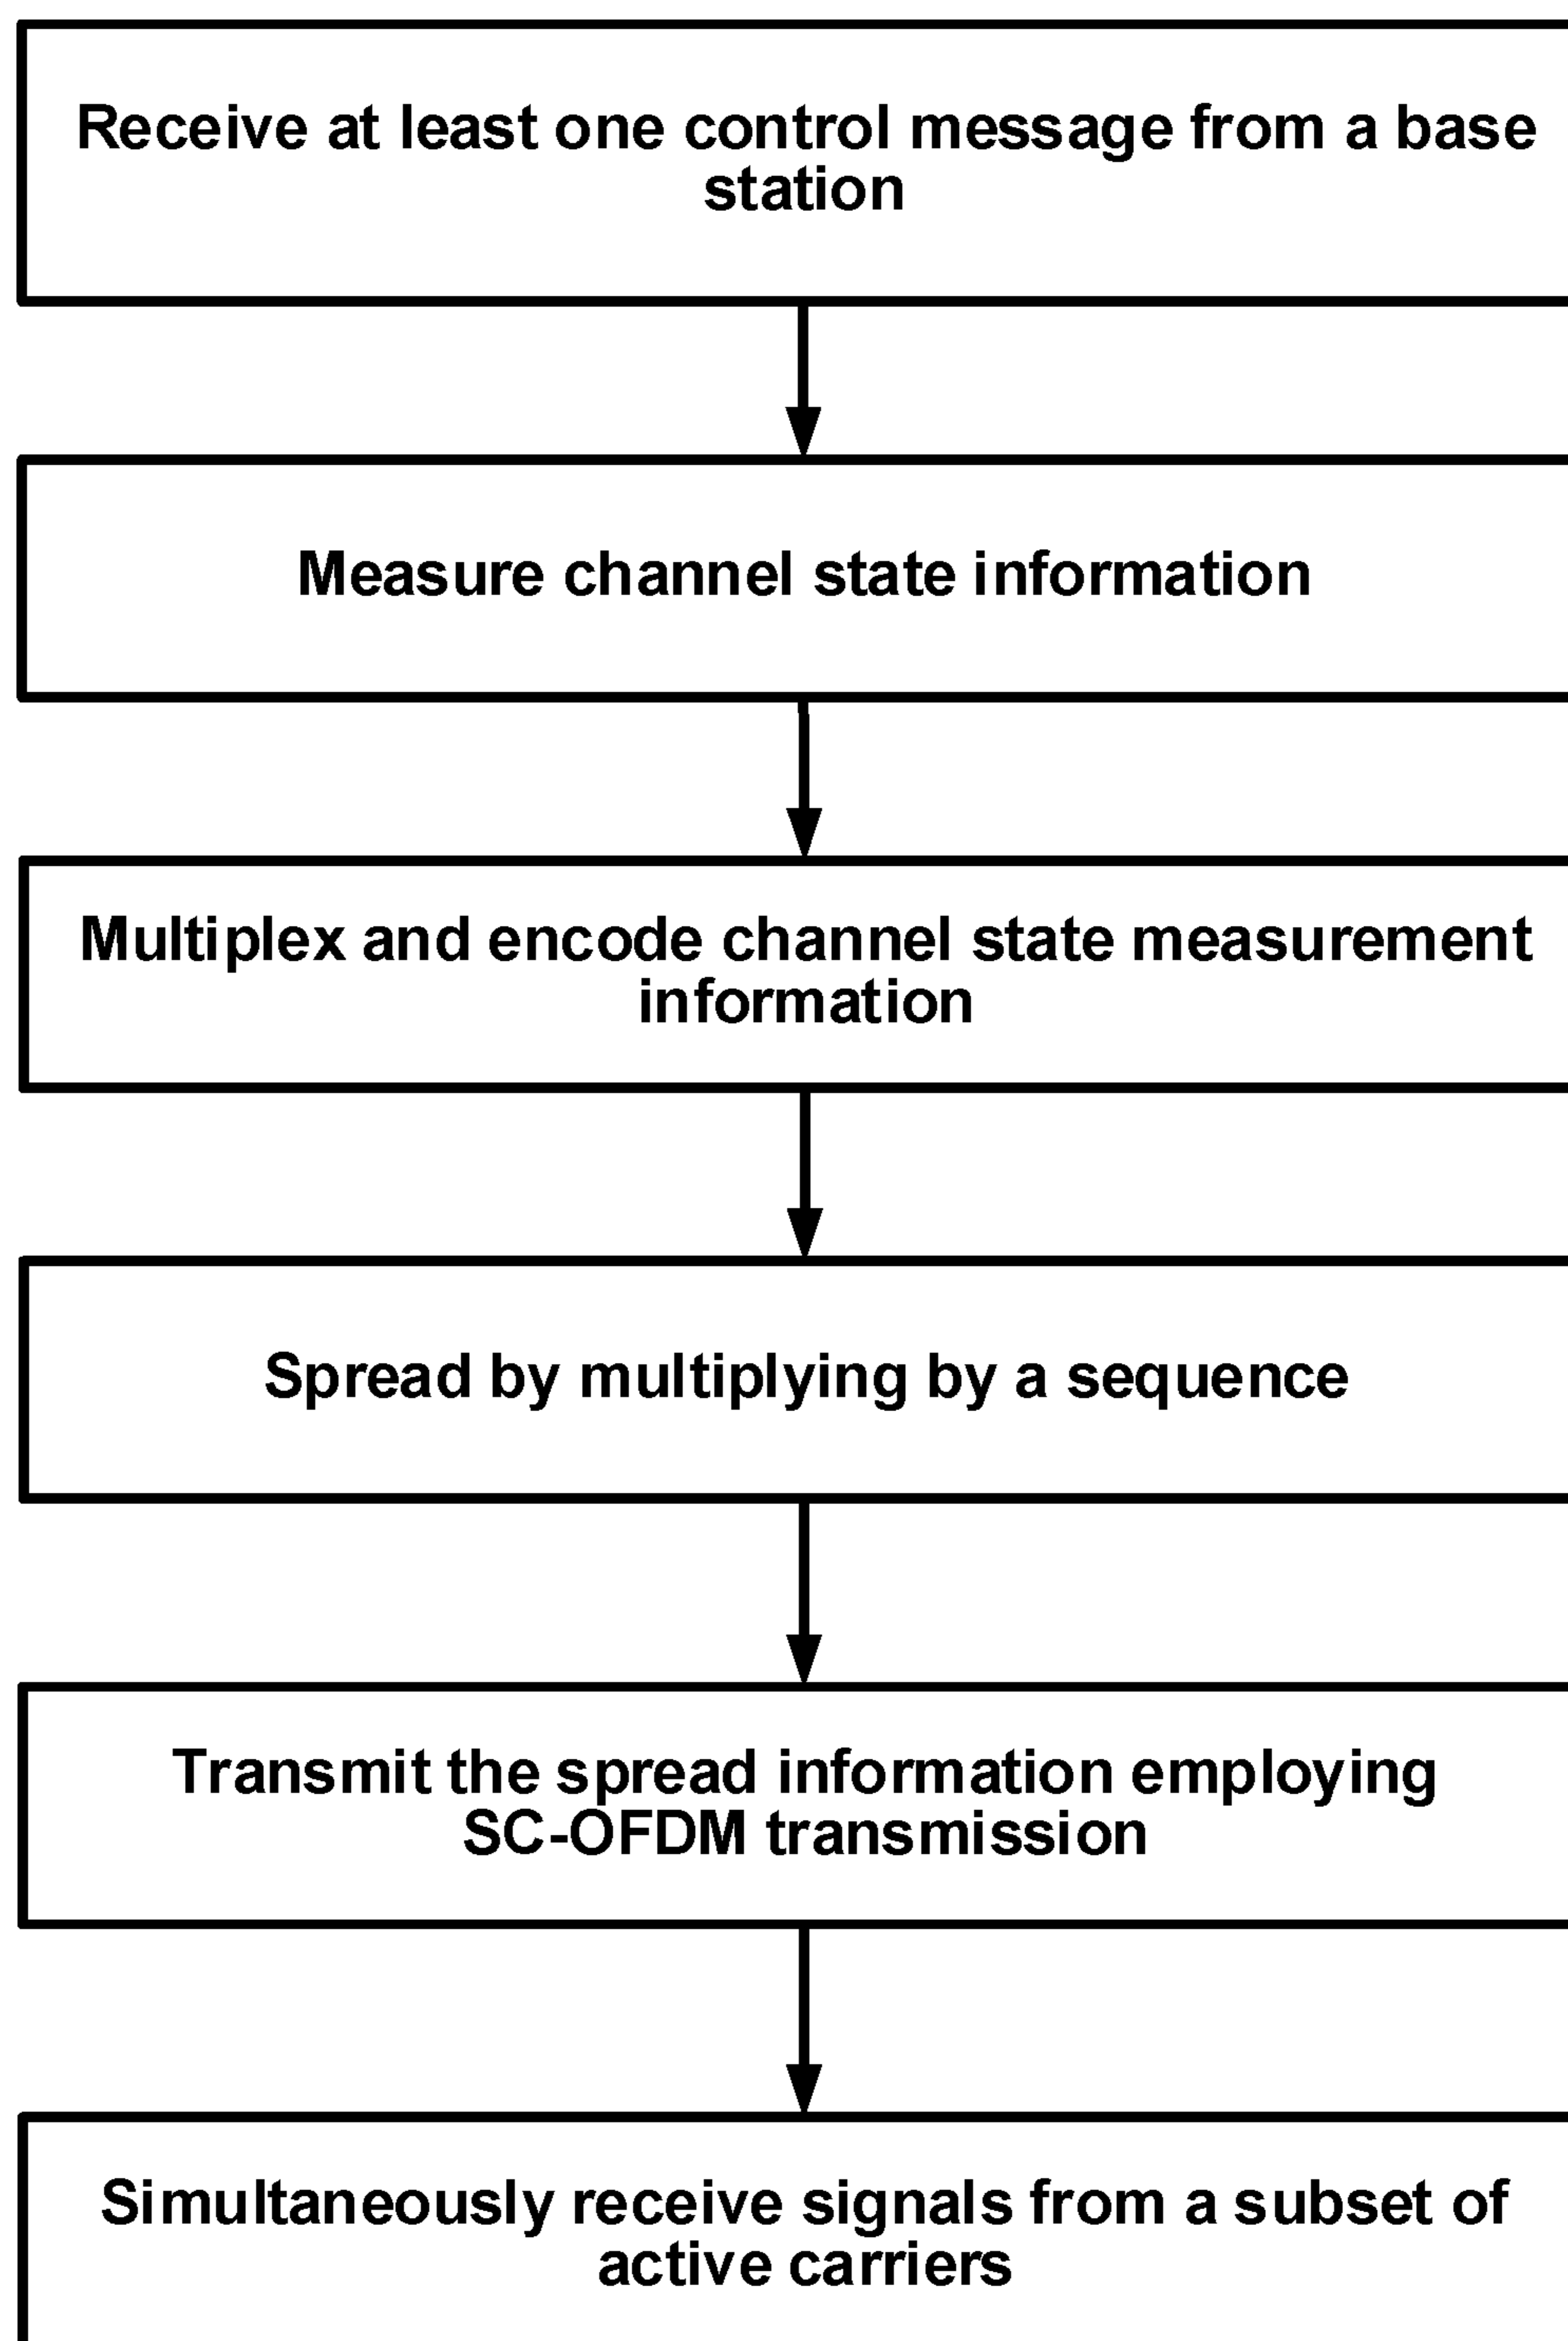 Receive at least one control message from a base
station
Measure channel state information
Multiplex and encode channel state measurement
information
Spread by multiplying by a sequence
Transmit the spread information employing
SC-OFDM transmission
Simultaneously receive signals from a subset of
active carriers